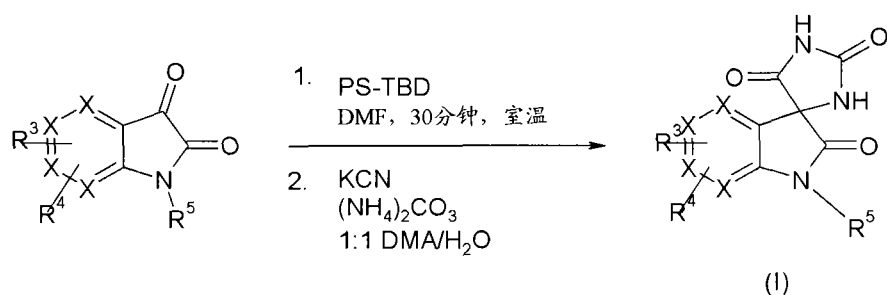 O
O
X
X
X
X
R³
R⁴
N
R⁵
1. PS-TBD
DMF，30分钟，室温
2. KCN
(NH₄)₂CO₃
1:1 DMA/H₂O
H
N
O
O
NH
X
X
X
X
R³
R⁴
O
N
R⁵
(I)